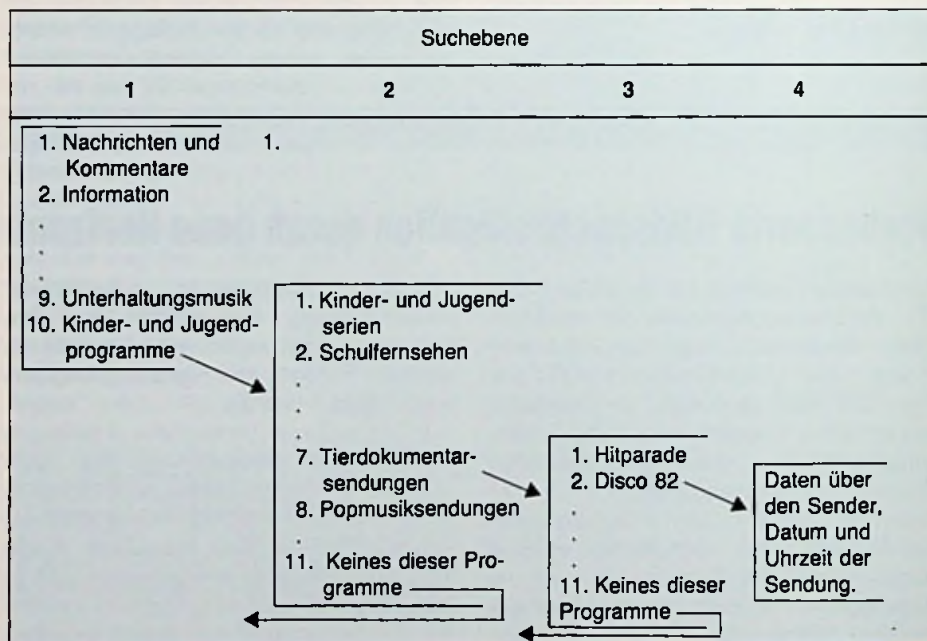 Suchebene
1 2 3 4
1. Nachrichten und
Kommentare
2. Information
.
.
.
9. Unterhaltungsmusik
10. Kinder- und Jugend-
programme
1.
1. Kinder- und Jugend-
serien
2. Schulfernsehen
.
.
.
.
7. Tierdokumentar-
sendungen
8. Popmusiksendungen
.
11. Keines dieser Pro-
gramme
1. Hitparade
2. Disco 82
.
.
.
11. Keines dieser
Programme
Daten über
den Sender,
Datum und
Uhrzeit der
Sendung.